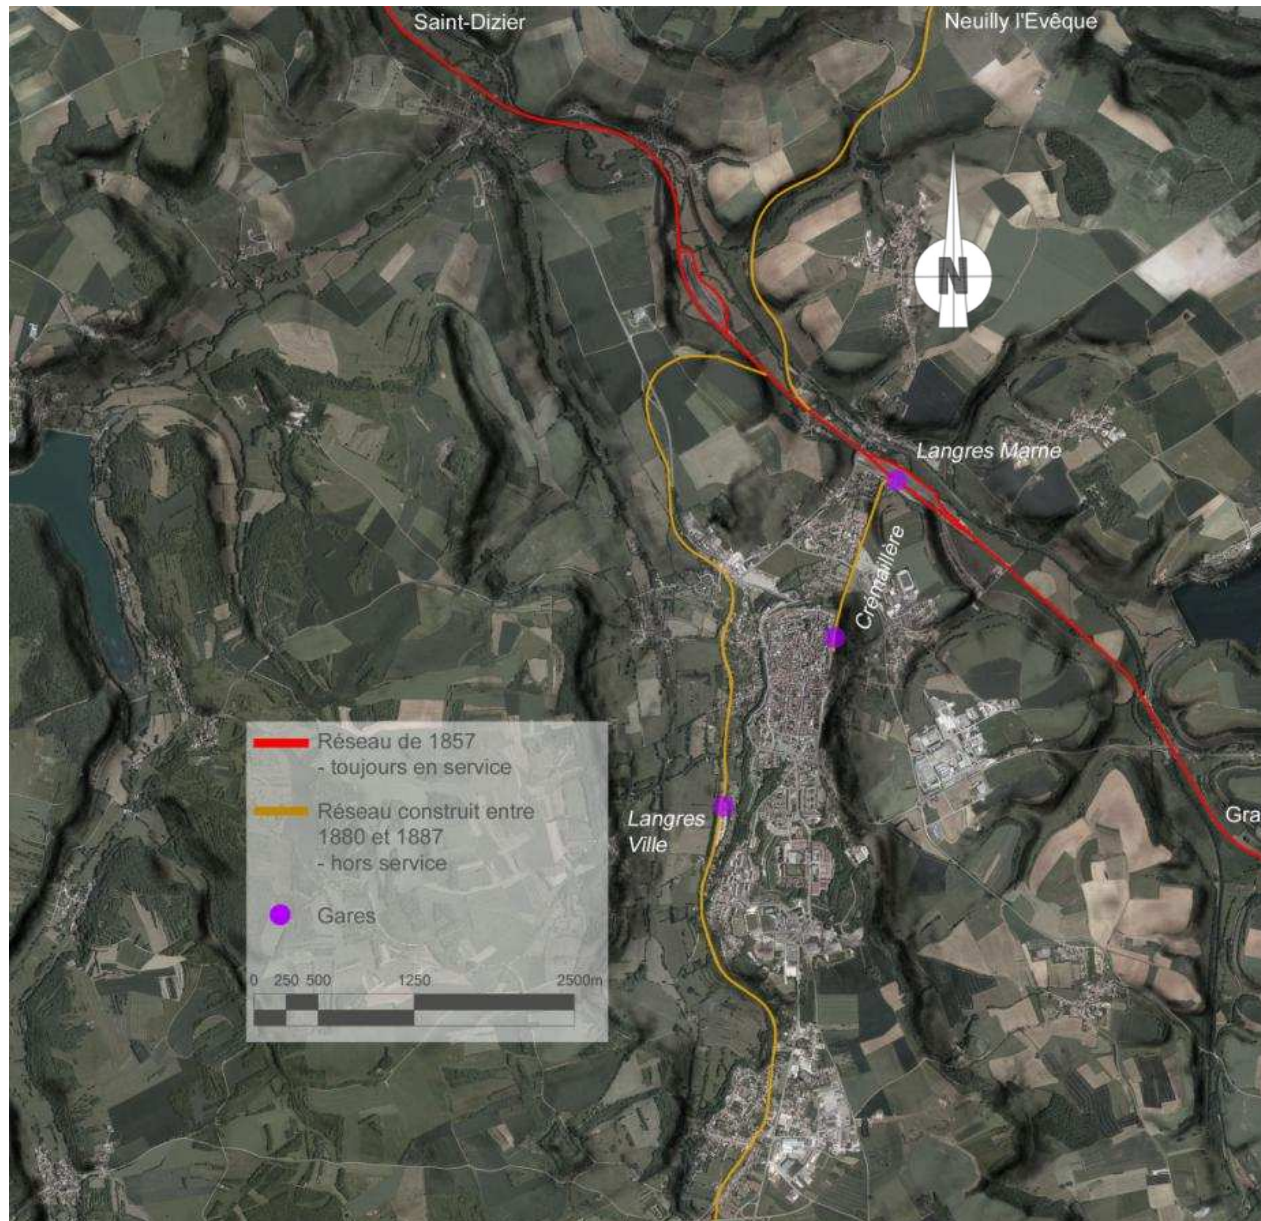 Saint-Dizier
Neuilly l'Evêque
N
Langres Marne
Crémaillère
Réseau de 1857
- toujours en service
Réseau construit entre
1880 et 1887
- hors service
Gares
0 250 500 1250 2500m
Langres
Ville
Gra